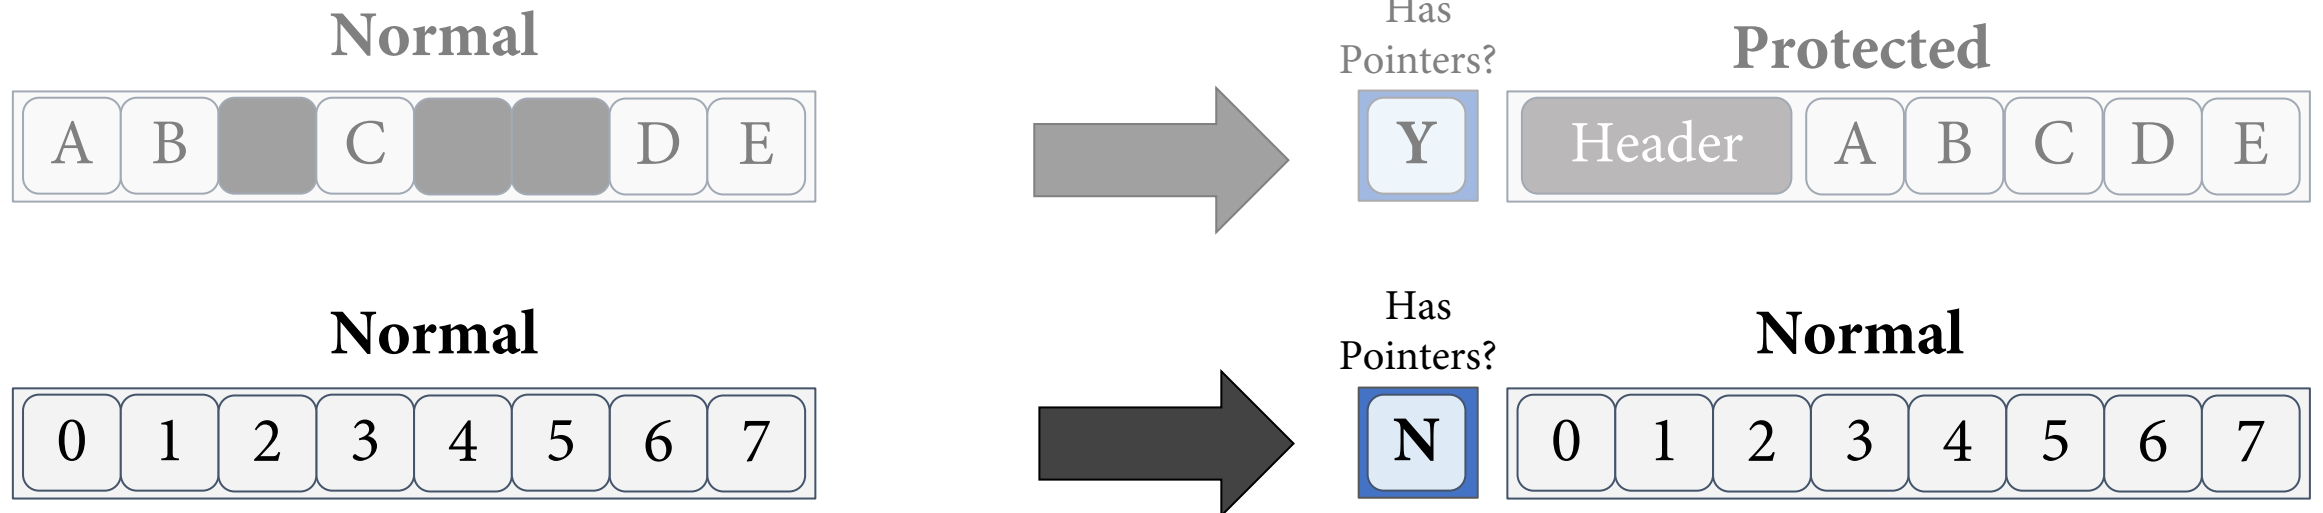 Normal
Has
Pointers?
Protected
A B C D E
Y
Header A B C D E
Normal
Has
Pointers?
Normal
0 1 2 3 4 5 6 7
N
0 1 2 3 4 5 6 7